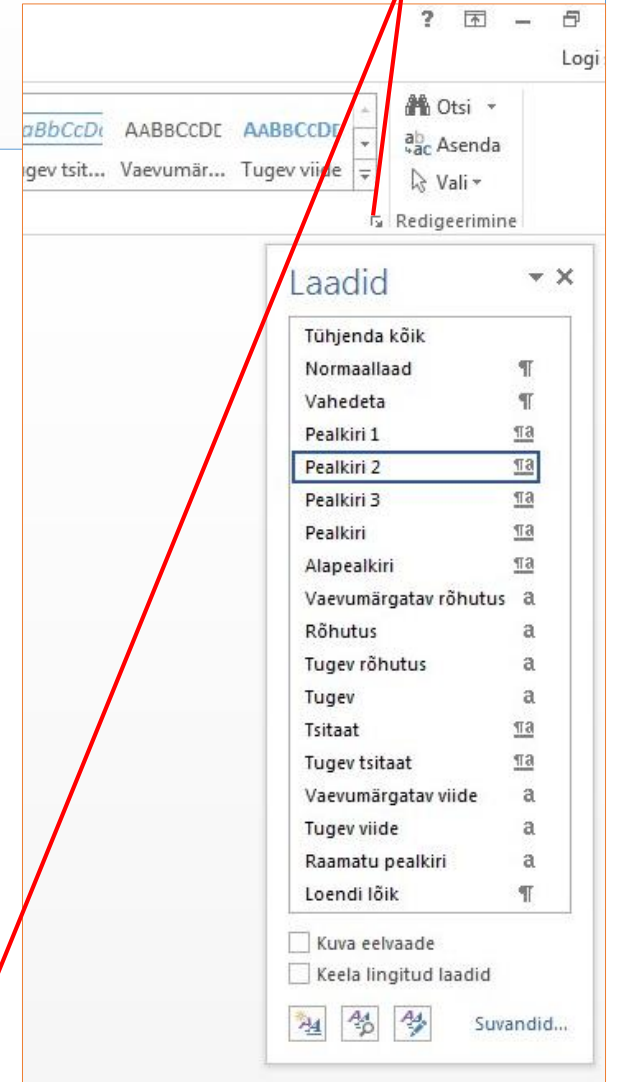 ?
Logi
aBbCcDc AABBCCDE AABBCCDE
gev tsit... Vaevumär... Tugev viide
Otsi
Asenda
Vali
Redigeerimine
Laadid
Tühjenda kõik
Normaallaad ¶
Vahedeta ¶
Pealkiri 1 ¶a
Pealkiri 2 ¶a
Pealkiri 3 ¶a
Pealkiri ¶a
Alapealkiri ¶a
Vaevumärgatav rõhutus a
Rõhutus a
Tugev rõhutus a
Tugev a
Tsitaat ¶a
Tugev tsitaat ¶a
Vaevumärgatav viide a
Tugev viide a
Raamatu pealkiri a
Loendi lõik ¶
Kuva eelvaade
Keela lingitud laadid
Suvandid...